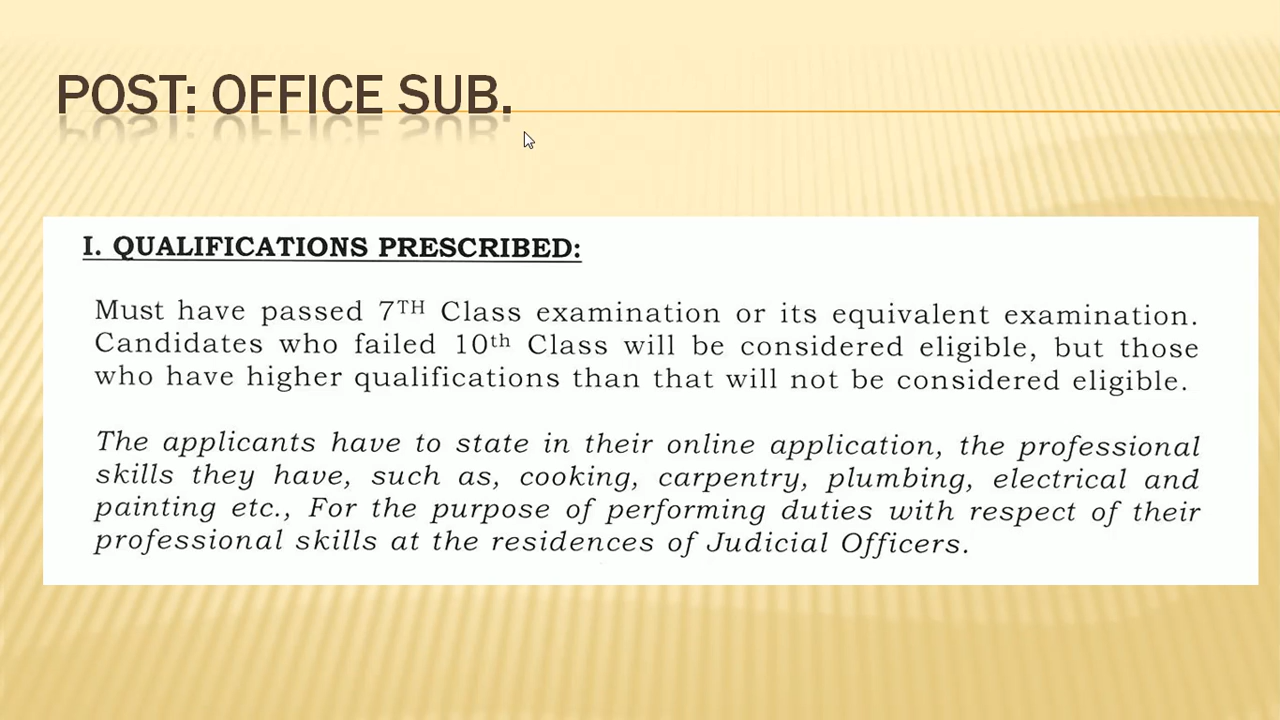 POST: OFFICE SUB.
I. QUALIFICATIONS PRESCRIBED:
Must have passed 7TH Class examination or its equivalent examination.
Candidates who failed 10th Class will be considered eligible, but those
who have higher qualifications than that will not be considered eligible.
The applicants have to state in their online application, the professional
skills they have, such as, cooking, carpentry, plumbing, electrical and
painting etc., For the purpose of performing duties with respect of their
professional skills at the residences of Judicial Officers.